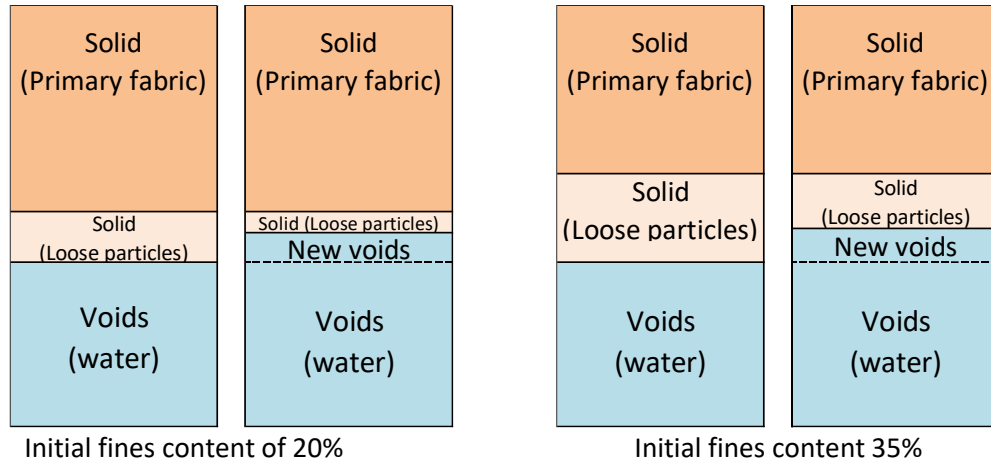 Solid
(Primary fabric)
Solid
(Loose particles)
Voids
(water)
Solid
(Primary fabric)
Solid (Loose particles)
New voids
Voids
(water)
Initial fines content of 20%
Solid
(Primary fabric)
Solid
(Loose particles)
Voids
(water)
Solid
(Primary fabric)
Solid
(Loose particles)
New voids
Voids
(water)
Initial fines content 35%